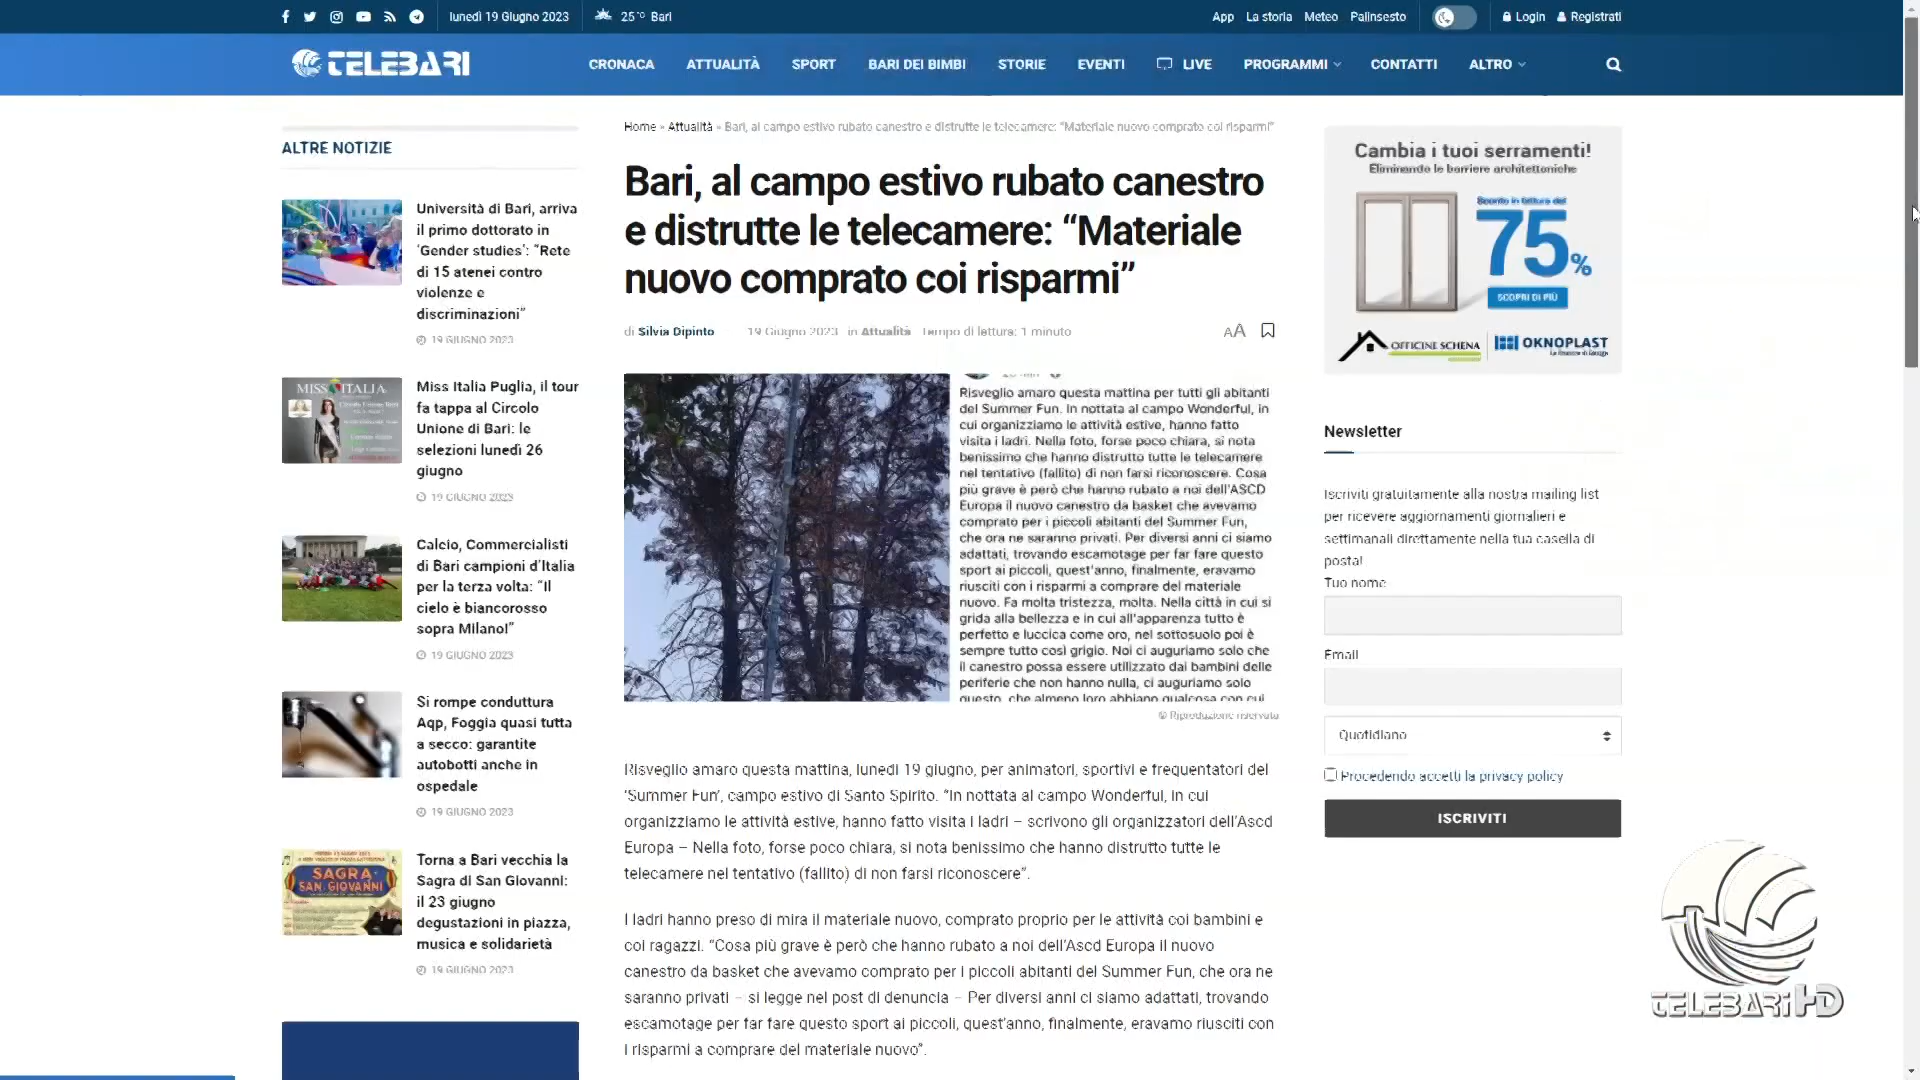 lunedì 19 Giugno 2023
25 °C Bari
App La storia Meteo Palinsesto
Login Registrati
TELEBARI
CRONACA ATTUALITÀ SPORT BARI DEI BIMBI STORIE EVENTI LIVE PROGRAMMI CONTATTI ALTRO
ALTRE NOTIZIE
Università di Bari, arriva
il primo dottorato in
‘Gender studies’: “Rete
di 15 atenei contro
violenze e
discriminazioni”
19 GIUGNO 2023
MISS ITALIA
Miss Italia Puglia, il tour
fa tappa al Circolo
Unione di Bari: le
selezioni lunedì 26
giugno
19 GIUGNO 2023
Calcio, Commercialisti
di Bari campioni d’Italia
per la terza volta: “Il
cielo è biancorosso
sopra Milano!”
19 GIUGNO 2023
Si rompe conduttura
Aqp, Foggia quasi tutta
a secco: garantite
autobotti anche in
ospedale
19 GIUGNO 2023
SAGRA
SAN GIOVANNI
Torna a Bari vecchia la
Sagra di San Giovanni:
il 23 giugno
degustazioni in piazza,
musica e solidarietà
19 GIUGNO 2023
Home » Attualità » Bari, al campo estivo rubato canestro e distrutte le telecamere: “Materiale nuovo comprato coi risparmi”
Bari, al campo estivo rubato canestro
e distrutte le telecamere: “Materiale
nuovo comprato coi risparmi”
di Silvia Dipinto 19 Giugno 2023 in Attualità Tempo di lettura: 1 minuto
AA
Risveglio amaro questa mattina per tutti gli abitanti
del Summer Fun. In nottata al campo Wonderful, in
cui organizziamo le attività estive, hanno fatto
visita i ladri. Nella foto, forse poco chiara, si nota
benissimo che hanno distrutto tutte le telecamere
nel tentativo (fallito) di non farsi riconoscere. Cosa
più grave è però che hanno rubato a noi dell'ASCD
Europa il nuovo canestro da basket che avevamo
comprato per i piccoli abitanti del Summer Fun,
che ora ne saranno privati. Per diversi anni ci siamo
adattati, trovando escamotage per far fare questo
sport ai piccoli, quest'anno, finalmente, eravamo
riusciti con i risparmi a comprare del materiale
nuovo. Fa molta tristezza, molta. Nella città in cui si
grida alla bellezza e in cui all'apparenza tutto è
perfetto e luccica come oro, nel sottosuolo poi è
sempre tutto così grigio. Noi ci auguriamo solo che
il canestro possa essere utilizzato dai bambini delle
periferie che non hanno nulla, ci auguriamo solo
questo, che almeno loro abbiano qualcosa con cui
© Riproduzione riservata
Risveglio amaro questa mattina, lunedì 19 giugno, per animatori, sportivi e frequentatori del
‘Summer Fun’, campo estivo di Santo Spirito. “In nottata al campo Wonderful, in cui
organizziamo le attività estive, hanno fatto visita i ladri – scrivono gli organizzatori dell’Ascd
Europa – Nella foto, forse poco chiara, si nota benissimo che hanno distrutto tutte le
telecamere nel tentativo (fallito) di non farsi riconoscere”.
I ladri hanno preso di mira il materiale nuovo, comprato proprio per le attività coi bambini e
coi ragazzi. “Cosa più grave è però che hanno rubato a noi dell’Ascd Europa il nuovo
canestro da basket che avevamo comprato per i piccoli abitanti del Summer Fun, che ora ne
saranno privati – si legge nel post di denuncia – Per diversi anni ci siamo adattati, trovando
escamotage per far fare questo sport ai piccoli, quest’anno, finalmente, eravamo riusciti con
i risparmi a comprare del materiale nuovo”.
Cambia i tuoi serramenti!
Eliminando le barriere architettoniche
Sconto in fattura del
75%
SCOPRI DI PIÙ
OFFICINE SCHENA
OKNOPLAST
Newsletter
Iscriviti gratuitamente alla nostra mailing list
per ricevere aggiornamenti giornalieri e
settimanali direttamente nella tua casella di
posta!
Tuo nome
Email
Quotidiano
Procedendo accetti la privacy policy
ISCRIVITI
TELEBARI HD